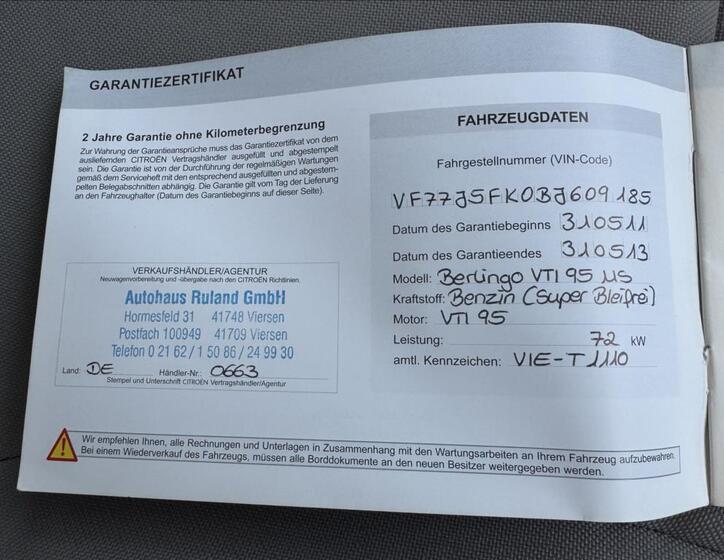 GARANTIEZERTIFIKAT
2 Jahre Garantie ohne Kilometerbegrenzung
Zur Wahrung der Garantieansprüche muss das Garantiezertifikat von dem
ausliefernden CITROËN Vertragshändler ausgefüllt und abgestempelt
sein. Die Garantie ist von der Durchführung der regelmäßigen Wartungen
gemäß dem Serviceheft mit den entsprechend ausgefüllten und abgestem-
pelten Belegabschnitten abhängig. Die Garantie gilt vom Tag der Lieferung
an den Fahrzeughalter (Datum des Garantiebeginns auf dieser Seite).
VERKAUFSHÄNDLER/AGENTUR
Neuwagenvorbereitung und -übergabe nach den CITROËN Richtlinien.
Autohaus Ruland GmbH
Hormesfeld 31 41748 Viersen
Postfach 100949 41709 Viersen
Telefon 0 21 62 / 1 50 86 / 24 99 30
Land: DE Händler-Nr.: 0663
Stempel und Unterschrift CITROËN Vertragshändler/Agentur
FAHRZEUGDATEN
Fahrgestellnummer (VIN-Code)
VF77J5FK0BJ609185
Datum des Garantiebeginns 310511
Datum des Garantieendes 310513
Modell: Berlingo VTI 95 MS
Kraftstoff: Benzin (Super Bleifrei)
Motor: VTI 95
Leistung: 72 kW
amtl. Kennzeichen: VIE-T 1110
Wir empfehlen Ihnen, alle Rechnungen und Unterlagen in Zusammenhang mit den Wartungsarbeiten an Ihrem Fahrzeug aufzubewahren.
Bei einem Wiederverkauf des Fahrzeugs, müssen alle Borddokumente an den neuen Besitzer weitergegeben werden.